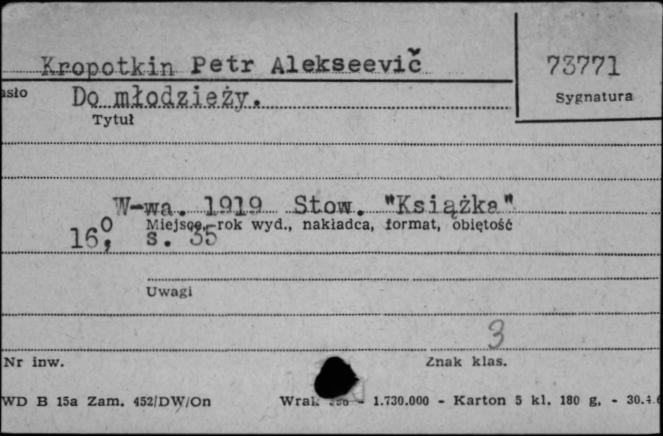 Kropotkin Petr Alekseevič
73771
Sygnatura
Do młodzieży.
Tytuł
W-wa. 1919 Stow. "Książka"
Miejsce, rok wyd., nakładca, format, objętość
16⁰, s. 35
Uwagi
3
Nr inw.
Znak klas.
WD B 15a Zam. 452/DW/On
- 1.730.000 - Karton 5 kl. 180 g. - 30.4.6